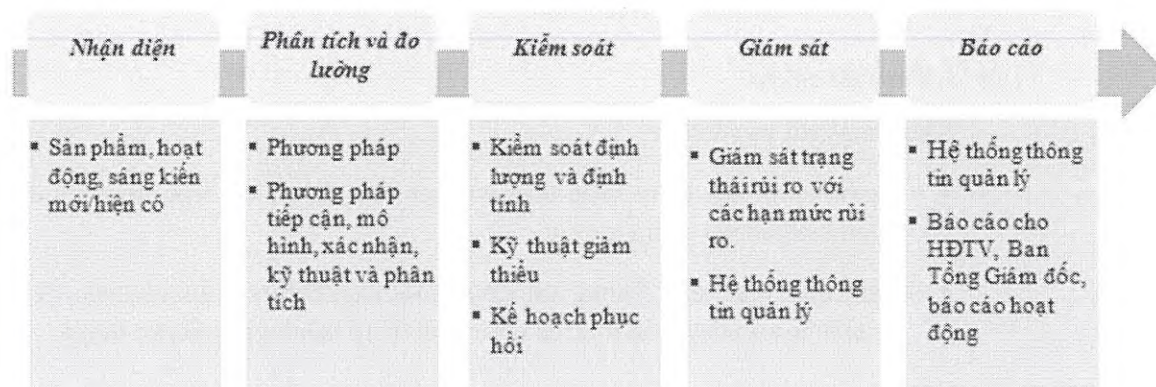 Nhận diện
Phân tích và đo
lường
Kiểm soát
Giám sát
Báo cáo
▪ Sản phẩm, hoạt
động, sáng kiến
mới/hiện có
▪ Phương pháp
▪ Phương pháp
tiếp cận, mô
hình, xác nhận,
kỹ thuật và phân
tích
▪ Kiểm soát định
lượng và định
tính
▪ Kỹ thuật giảm
thiểu
▪ Kế hoạch phục
hồi
▪ Giám sát trạng
thái rủi ro với
các hạn mức rủi
ro.
▪ Hệ thống thông
tin quản lý
▪ Hệ thống thông
tin quản lý
▪ Báo cáo cho
HĐTV, Ban
Tổng Giám đốc,
báo cáo hoạt
động